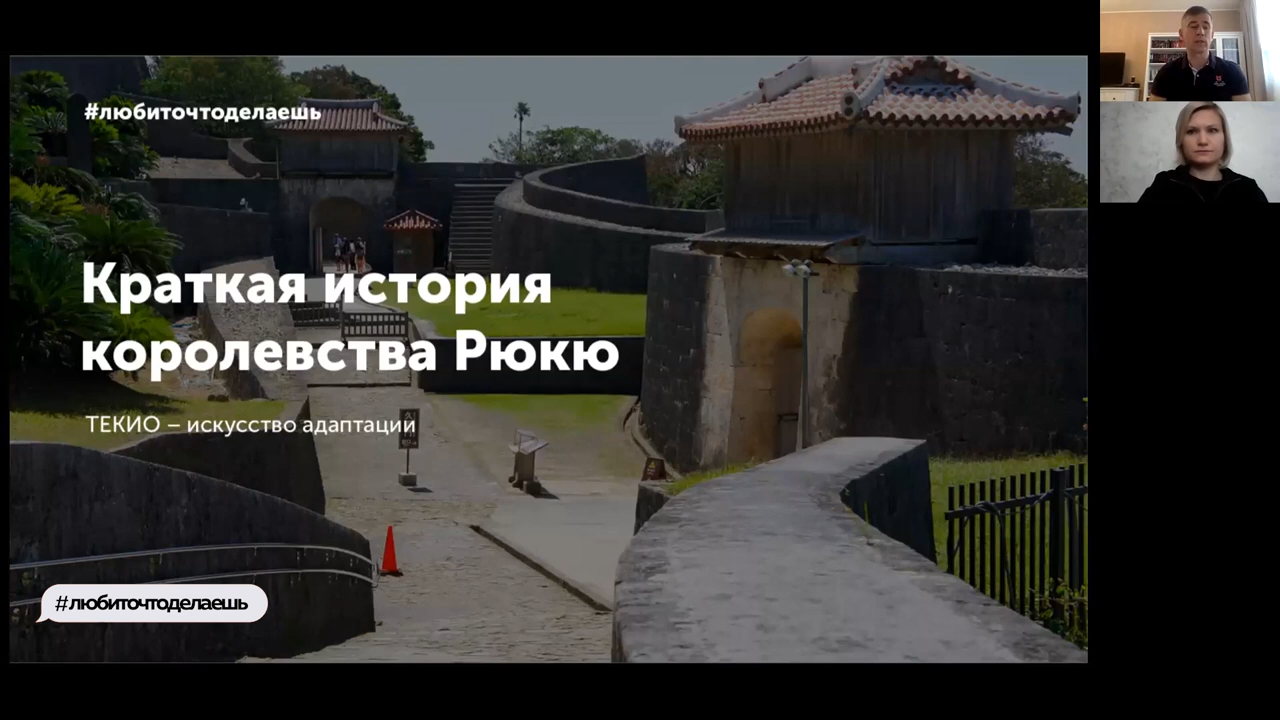 #любиточтоделаешь
Краткая история
королевства Рюкю
ТЕКИО – искусство адаптации
#любиточтоделаешь